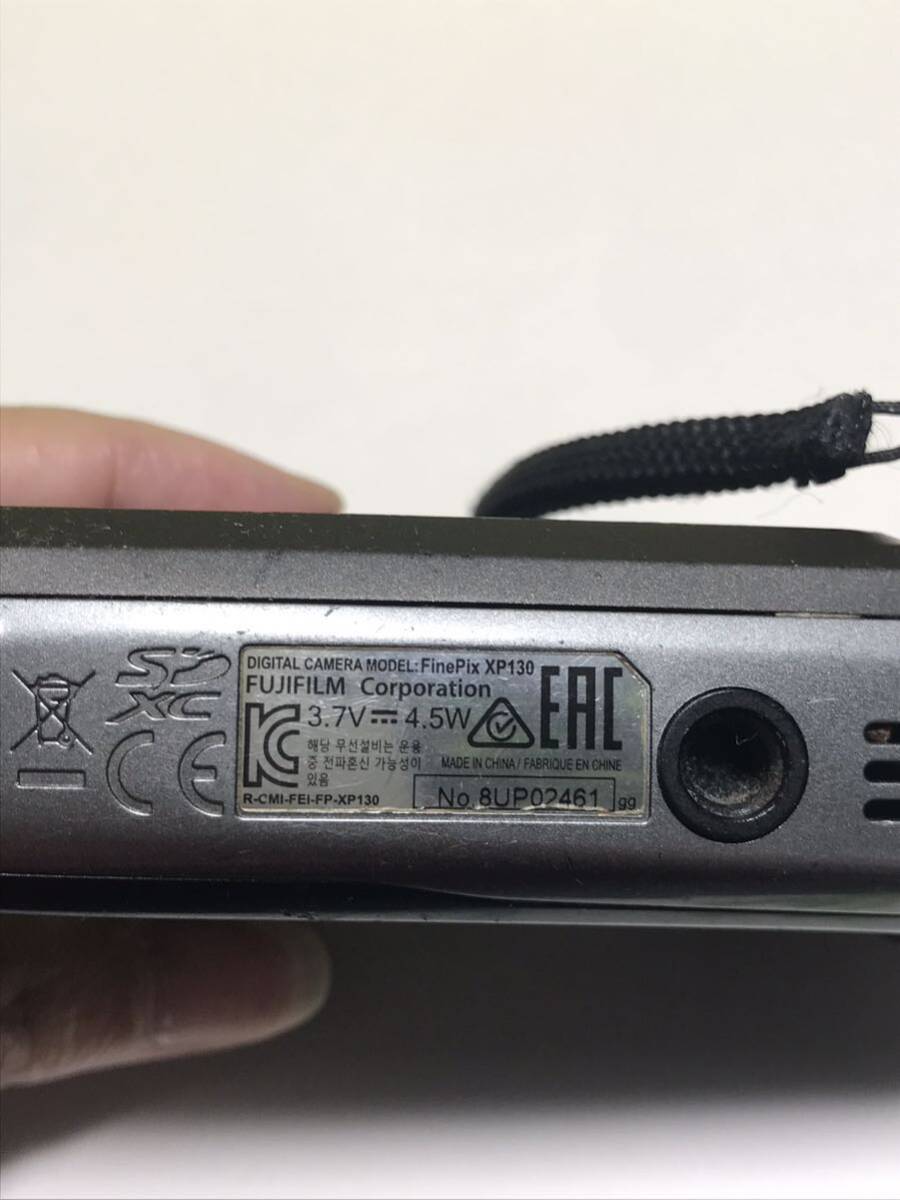 SD
XC
CE
DIGITAL CAMERA MODEL: FinePix XP130
FUJIFILM Corporation
KC
3.7V ⎓ 4.5W
EAC
해당 무선설비는 운용
중 전파혼신 가능성이
있음
MADE IN CHINA / FABRIQUE EN CHINE
R-CMI-FEI-FP-XP130
No. 8UP02461
gg